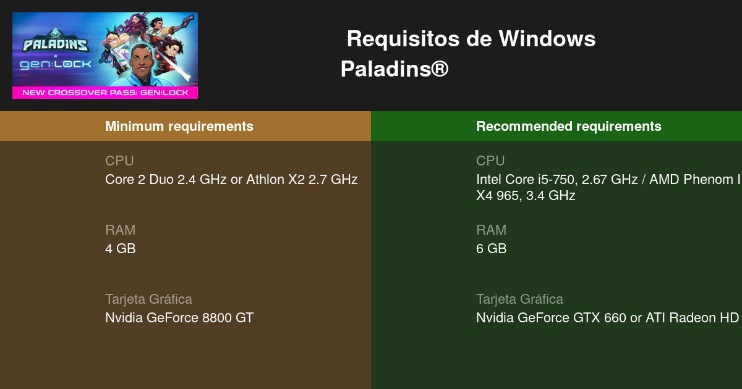 PALADINS
x
gen:LOCK
NEW CROSSOVER PASS: GEN:LOCK
Requisitos de Windows
Paladins®
Minimum requirements
Recommended requirements
CPU
Core 2 Duo 2.4 GHz or Athlon X2 2.7 GHz
RAM
4 GB
Tarjeta Gráfica
Nvidia GeForce 8800 GT
CPU
Intel Core i5-750, 2.67 GHz / AMD Phenom I
X4 965, 3.4 GHz
RAM
6 GB
Tarjeta Gráfica
Nvidia GeForce GTX 660 or ATI Radeon HD